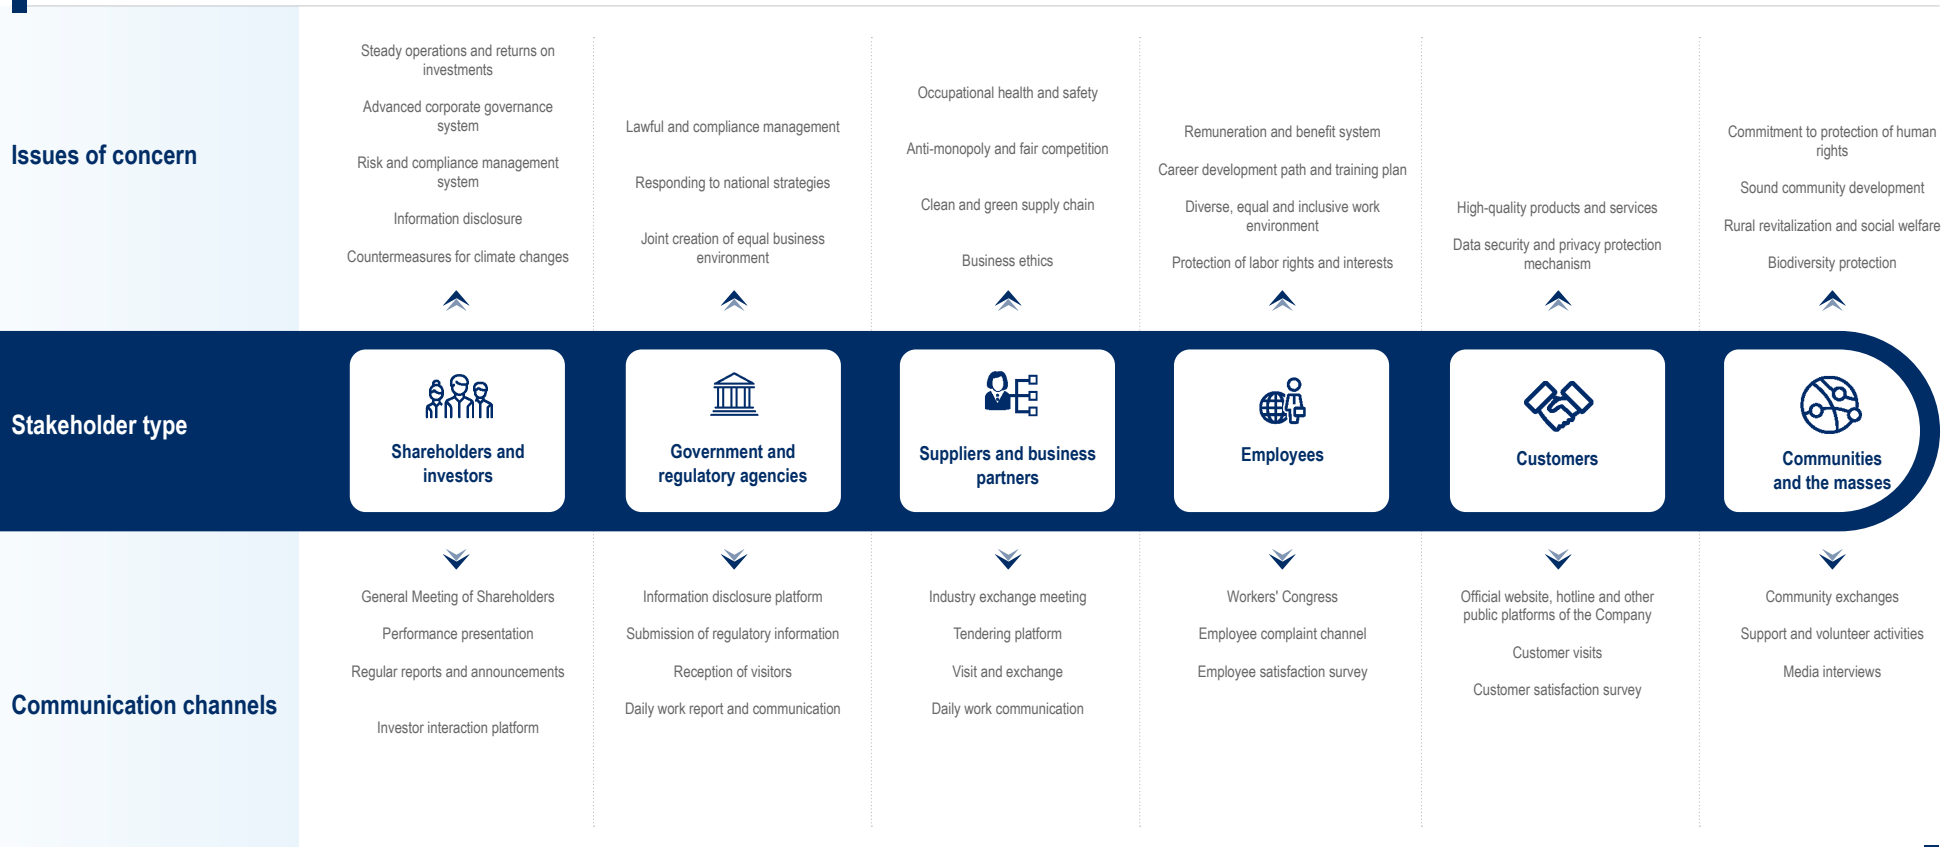 Issues of concern
Steady operations and returns on
investments
Advanced corporate governance
system
Risk and compliance management
system
Information disclosure
Countermeasures for climate changes
Lawful and compliance management
Responding to national strategies
Joint creation of equal business
environment
Occupational health and safety
Anti-monopoly and fair competition
Clean and green supply chain
Business ethics
Remuneration and benefit system
Career development path and training plan
Diverse, equal and inclusive work
environment
Protection of labor rights and interests
High-quality products and services
Data security and privacy protection
mechanism
Commitment to protection of human
rights
Sound community development
Rural revitalization and social welfare
Biodiversity protection
Stakeholder type
Shareholders and
investors
Government and
regulatory agencies
Suppliers and business
partners
Employees
Customers
Communities
and the masses
Communication channels
General Meeting of Shareholders
Performance presentation
Regular reports and announcements
Investor interaction platform
Information disclosure platform
Submission of regulatory information
Reception of visitors
Daily work report and communication
Industry exchange meeting
Tendering platform
Visit and exchange
Daily work communication
Workers' Congress
Employee complaint channel
Employee satisfaction survey
Official website, hotline and other
public platforms of the Company
Customer visits
Customer satisfaction survey
Community exchanges
Support and volunteer activities
Media interviews